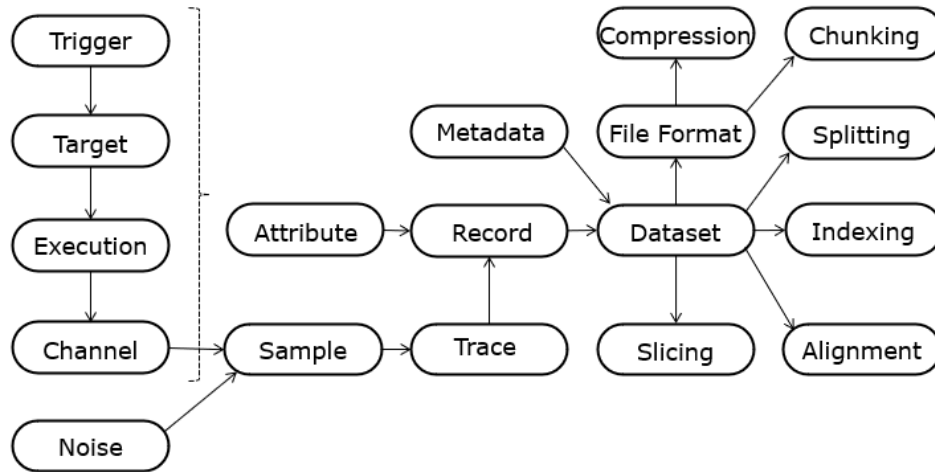 Trigger
Target
Execution
Channel
Noise
Attribute
Sample
Metadata
Record
Trace
Compression
File Format
Dataset
Slicing
Chunking
Splitting
Indexing
Alignment